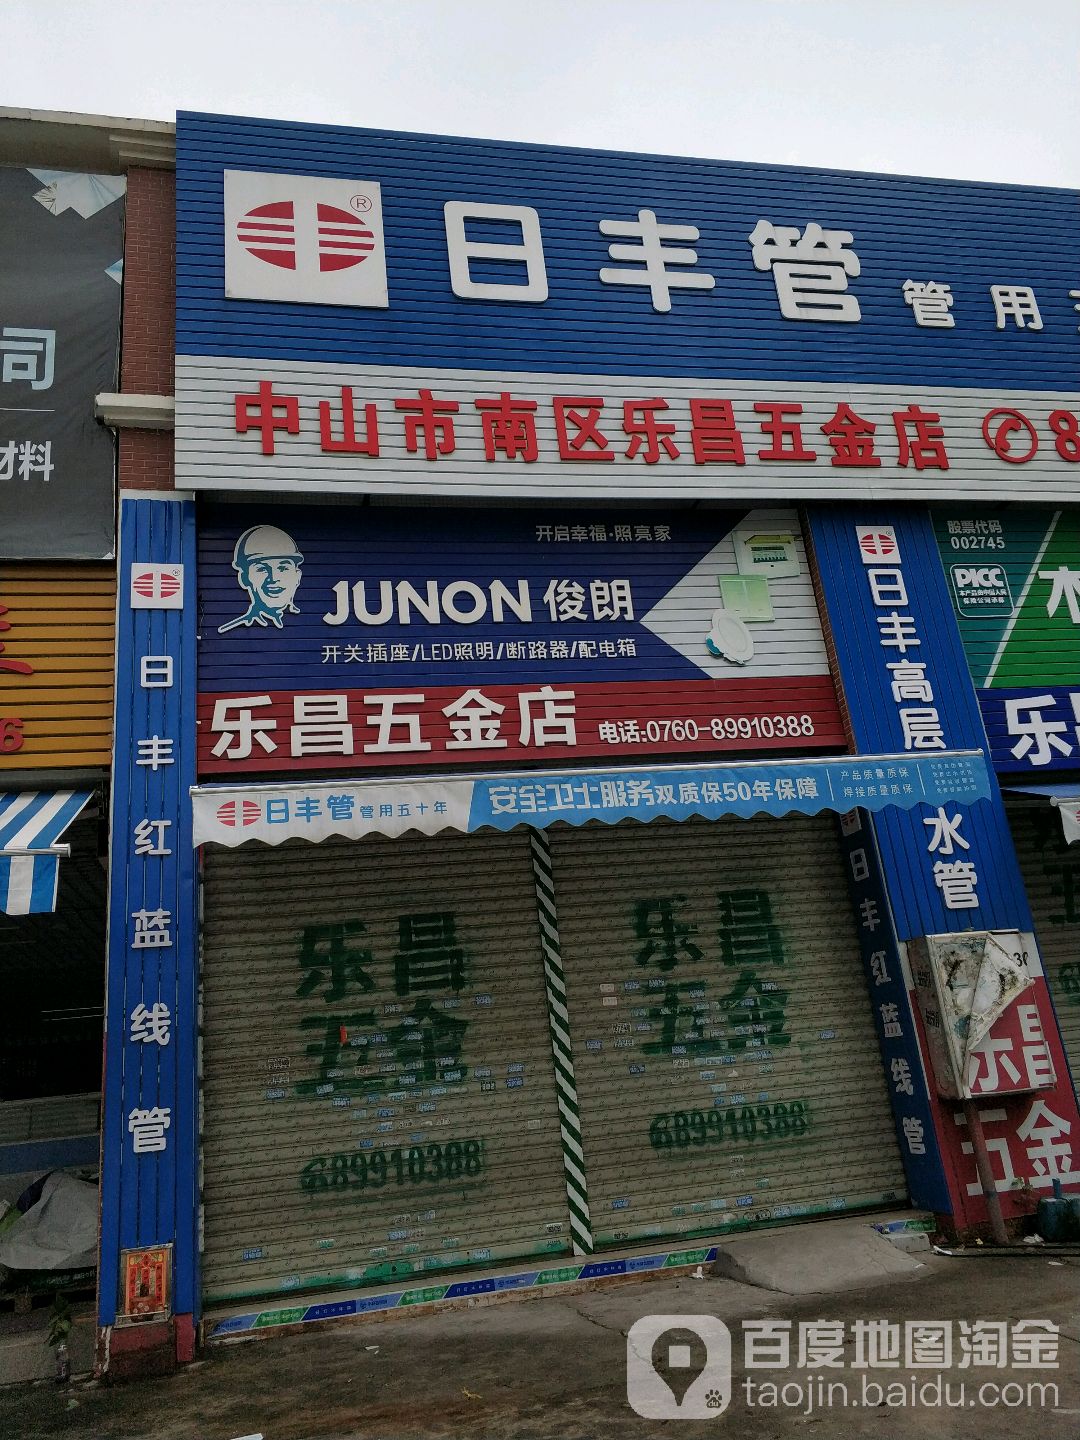 日丰管 管用
®
中山市南区乐昌五金店 8
司
材料
开启幸福·照亮家
JUNON 俊朗
开关插座/LED照明/断路器/配电箱
乐昌五金店 电话:0760-89910388
股票代码
002745
PICC
日丰高层
水管
日丰红蓝线管
6
日丰管 管用五十年 安全卫士服务双质保50年保障
产品质量质保
焊接质量质保
乐昌
五金
89910388
乐昌
五金
89910388
日丰红蓝线管
乐昌
五金
百度地图淘金
taojin.baidu.com